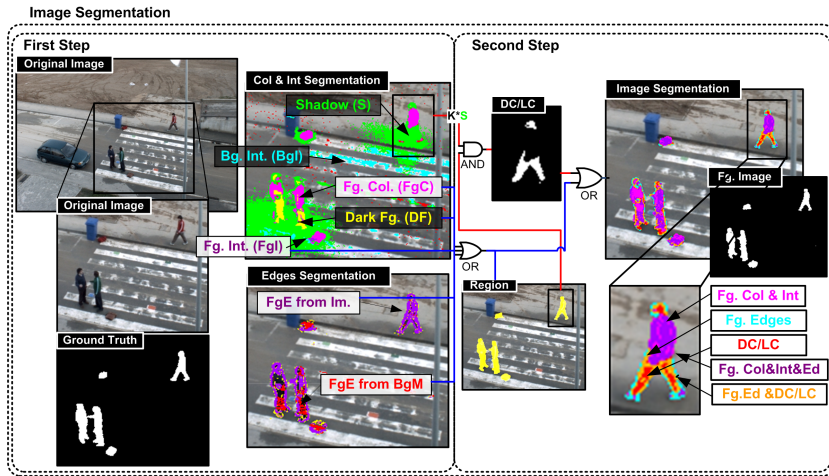 Image Segmentation
First Step
Original Image
Original Image
Ground Truth
Col & Int Segmentation
Shadow (S)
Bg. Int. (BgI)
Fg. Col. (FgC)
Dark Fg. (DF)
Fg. Int. (FgI)
Edges Segmentation
FgE from Im.
FgE from BgM
Second Step
K*S
AND
OR
DC/LC
Region
OR
Image Segmentation
Fg. Image
Fg. Col & Int
Fg. Edges
DC/LC
Fg. Col&Int&Ed
Fg.Ed &DC/LC